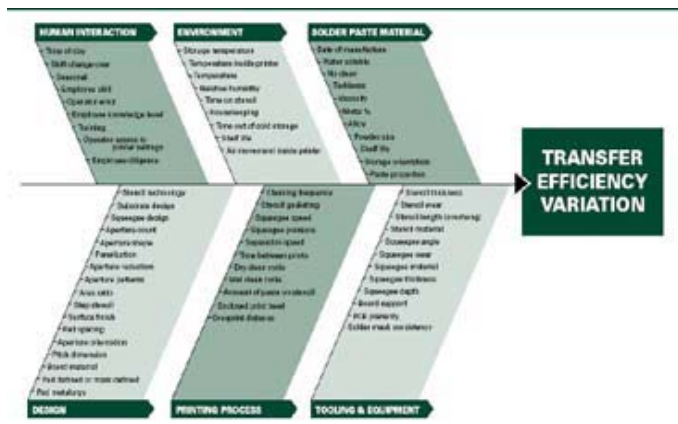 HUMAN INTERACTION
Time of day
Shift change-over
Seasonal
Employee skill
Operator error
Employee knowledge level
Training
Operator access to
printer settings
Employee diligence
ENVIRONMENT
Storage temperature
Temperature inside printer
Temperature
Relative humidity
Time on stencil
Housekeeping
Time out of cold storage
Shelf life
Air movement inside printer
SOLDER PASTE MATERIAL
Date of manufacture
Water soluble
No clean
Tackiness
Viscosity
Metal %
Alloy
Powder size
Shelf life
Storage orientation
Paste properties
TRANSFER
EFFICIENCY
VARIATION
Stencil technology
Substrate design
Squeegee design
Aperture count
Aperture shape
Panelization
Aperture reduction
Aperture patterns
Area ratio
Step stencil
Surface finish
Pad spacing
Aperture orientation
Pitch dimension
Board material
Pad defined or mask defined
Pad metallurgy
DESIGN
Cleaning frequency
Stencil gasketing
Squeegee speed
Squeegee pressure
Separation speed
Time between prints
Dry clean cycle
Wet clean cycle
Amount of paste on stencil
Enclosed print head
Overprint distance
PRINTING PROCESS
Stencil thickness
Stencil wear
Stencil material
Squeegee angle
Squeegee wear
Squeegee material
Squeegee thickness
Squeegee depth
Board support
PCB planarity
TOOLING & EQUIPMENT